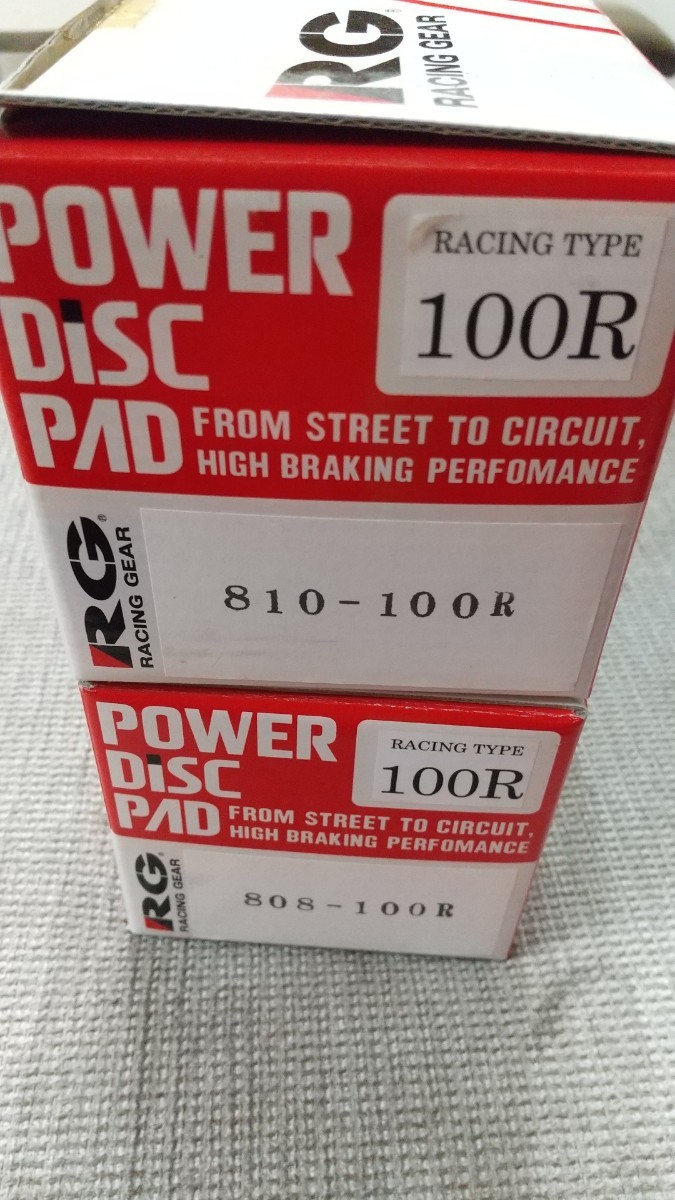 RG
RACING GEAR
POWER
DiSC
PAD
RACING TYPE
100R
FROM STREET TO CIRCUIT,
HIGH BRAKING PERFOMANCE
RG®
RACING GEAR
810-100R
POWER
DiSC
PAD
RACING TYPE
100R
FROM STREET TO CIRCUIT,
HIGH BRAKING PERFOMANCE
RG®
RACING GEAR
808-100R